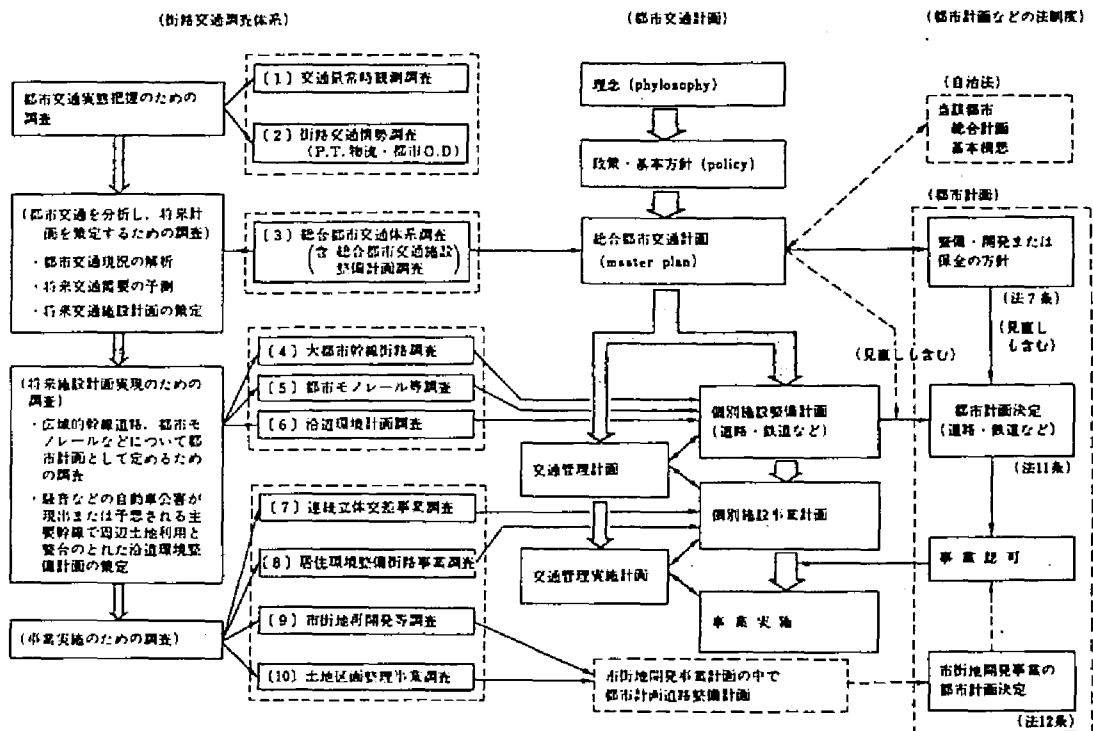 (街路交通調査体系)
(都市交通計画)
(都市計画などの法制度)
都市交通実態把握のための
調査
(1) 交通量常時観測調査
(2) 街路交通情勢調査
(P.T.物流・都市O.D)
(都市交通を分析し,将来計
画を策定するための調査)
・都市交通現況の解析
・将来交通需要の予測
・将来交通施設計画の策定
(3) 総合都市交通体系調査
(含 総合都市交通施設
整備計画調査)
(将来施設計画実現のための
調査)
・広域的幹線道路,都市モ
ノレールなどについて都
市計画として定めるため
の調査
・騒音などの自動車公害が
現出または予想される主
要幹線で周辺土地利用と
整合のとれた沿道環境整
備計画の策定
(4) 大都市幹線街路調査
(5) 都市モノレール等調査
(6) 沿道環境計画調査
(事業実施のための調査)
(7) 連続立体交差事業調査
(8) 居住環境整備街路事業調査
(9) 市街地再開発等調査
(10) 土地区画整理事業調査
理念 (phylosophy)
政策・基本方針 (policy)
総合都市交通計画
(master plan)
個別施設整備計画
(道路・鉄道など)
交通管理計画
個別施設事業計画
交通管理実施計画
事業実施
市街地開発事業計画の中で
都市計画道路整備計画
(自治法)
当該都市
総合計画
基本構想
(都市計画)
整備・開発または
保全の方針
(法7条)
(見直し
も含む)
(見直しも含む)
都市計画決定
(道路・鉄道など)
(法11条)
事業認可
市街地開発事業の
都市計画決定
(法12条)